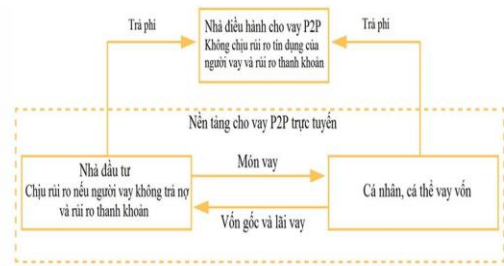 Trả phí
Nhà điều hành cho vay P2P
Không chịu rủi ro tín dụng của
người vay và rủi ro thanh khoản
Trả phí
Nền tảng cho vay P2P trực tuyến
Nhà đầu tư
Chịu rủi ro nếu người vay không trả nợ
và rủi ro thanh khoản
Món vay
Vốn gốc và lãi vay
Cá nhân, cá thể vay vốn